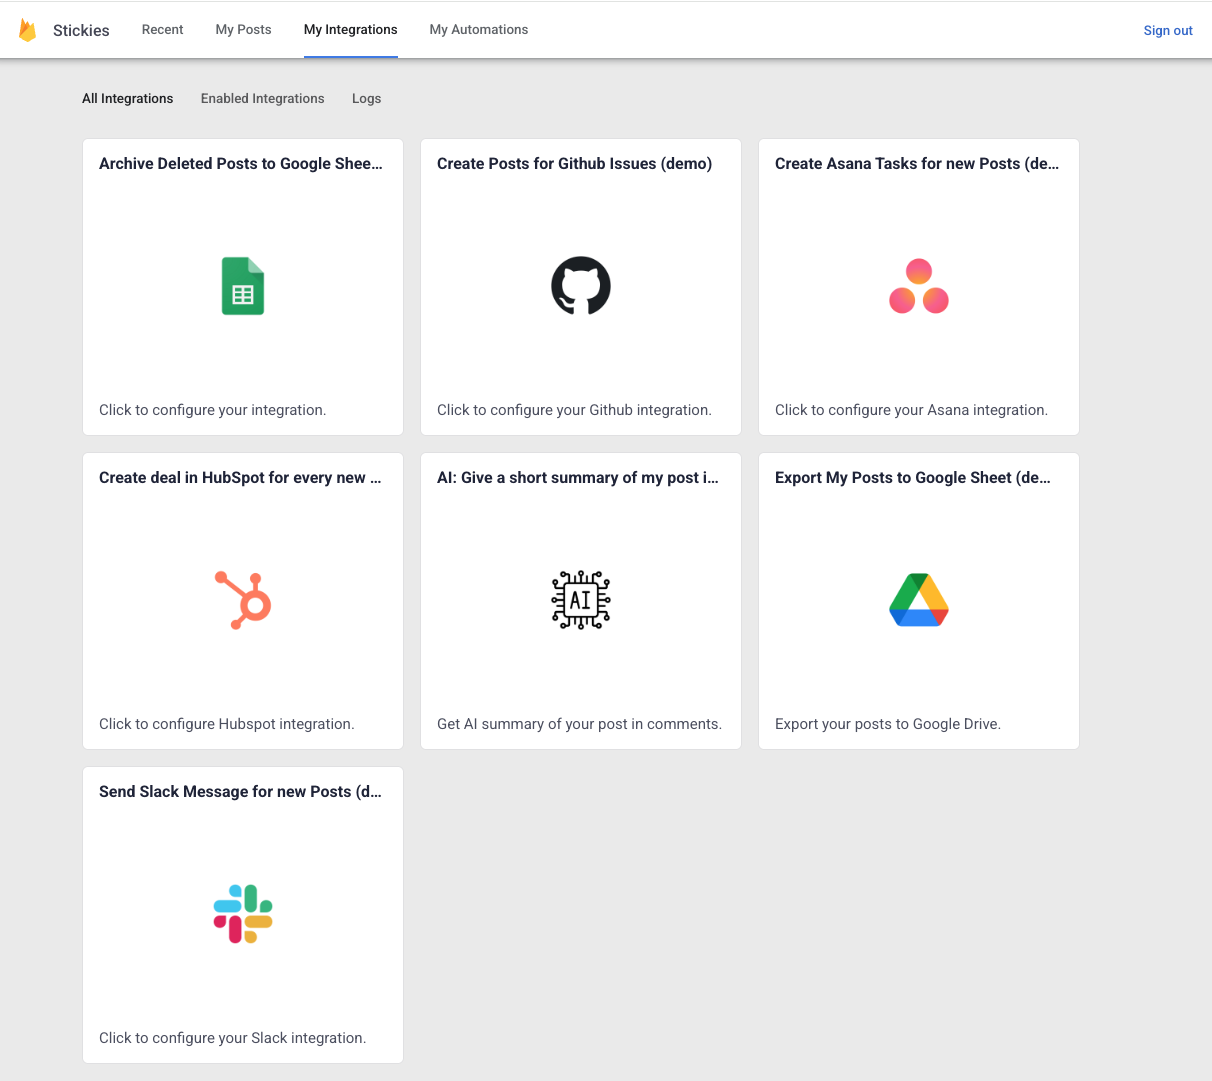 Stickies
Recent
My Posts
My Integrations
My Automations
Sign out
All Integrations
Enabled Integrations
Logs
Archive Deleted Posts to Google Shee...
Create Posts for Github Issues (demo)
Create Asana Tasks for new Posts (de...
Click to configure your integration.
Click to configure your Github integration.
Click to configure your Asana integration.
Create deal in HubSpot for every new ...
AI: Give a short summary of my post i...
Export My Posts to Google Sheet (de...
AI
Click to configure Hubspot integration.
Get AI summary of your post in comments.
Export your posts to Google Drive.
Send Slack Message for new Posts (d...
Click to configure your Slack integration.